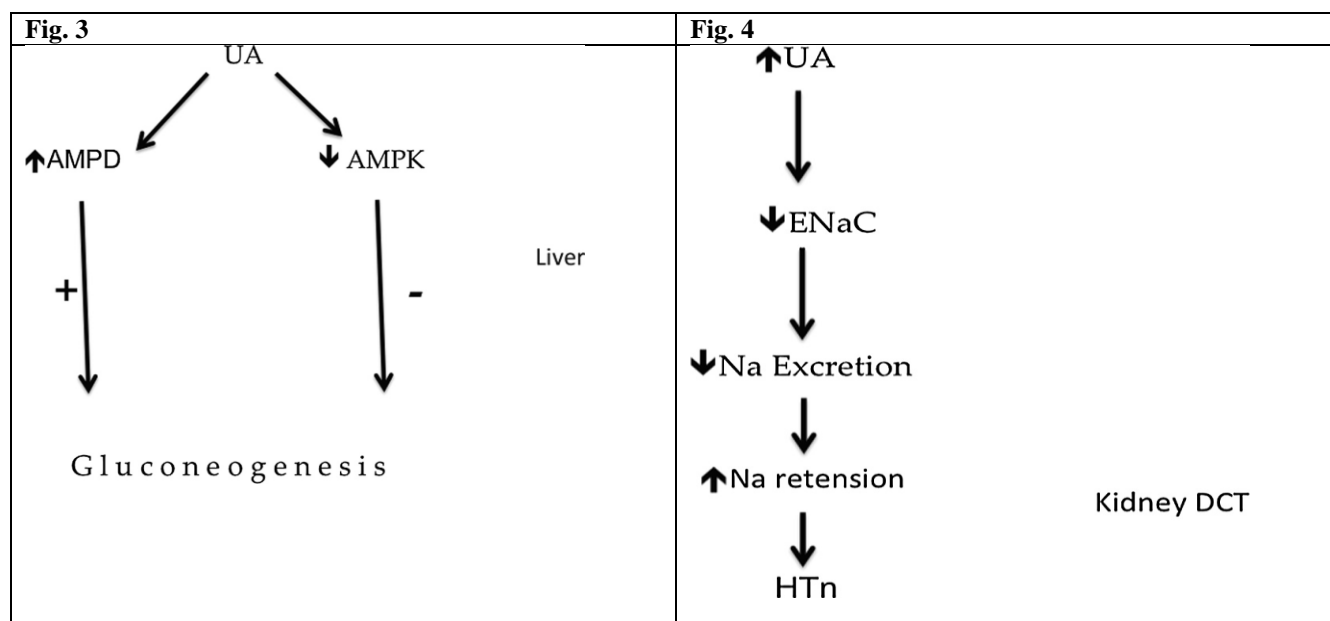 Fig. 3
UA
↑AMPD ↓ AMPK
Liver
+ -
Gluconeogenesis
Fig. 4
↑UA
↓ENaC
↓Na Excretion
↑Na retension
Kidney DCT
HTn